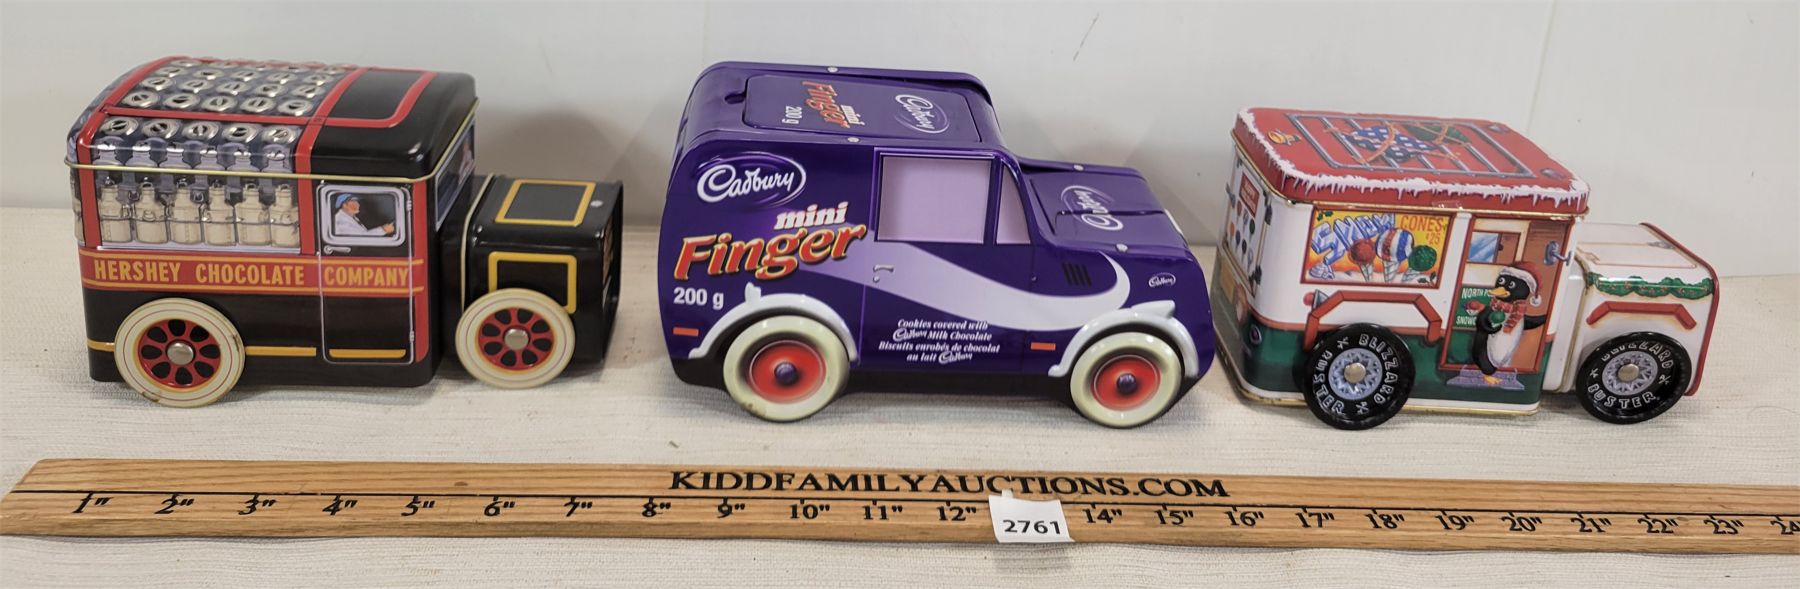 HERSHEY CHOCOLATE COMPANY
Cadbury
mini
Finger
200 g
Cadbury
mini
Finger
200 g
Cadbury
Cadbury
Cookies covered with
Cadbury Milk Chocolate
Biscuits enrobés de chocolat
au lait Cadbury
SNOW CONES
25
NORTH
BLIZZARD
BUSTER
BLIZZARD
BUSTER
KIDDFAMILYAUCTIONS.COM
1" 2" 3" 4" 5" 6" 7" 8" 9" 10" 11" 12" 14" 15" 16" 17" 18" 19" 20" 21" 22" 23" 24
2761